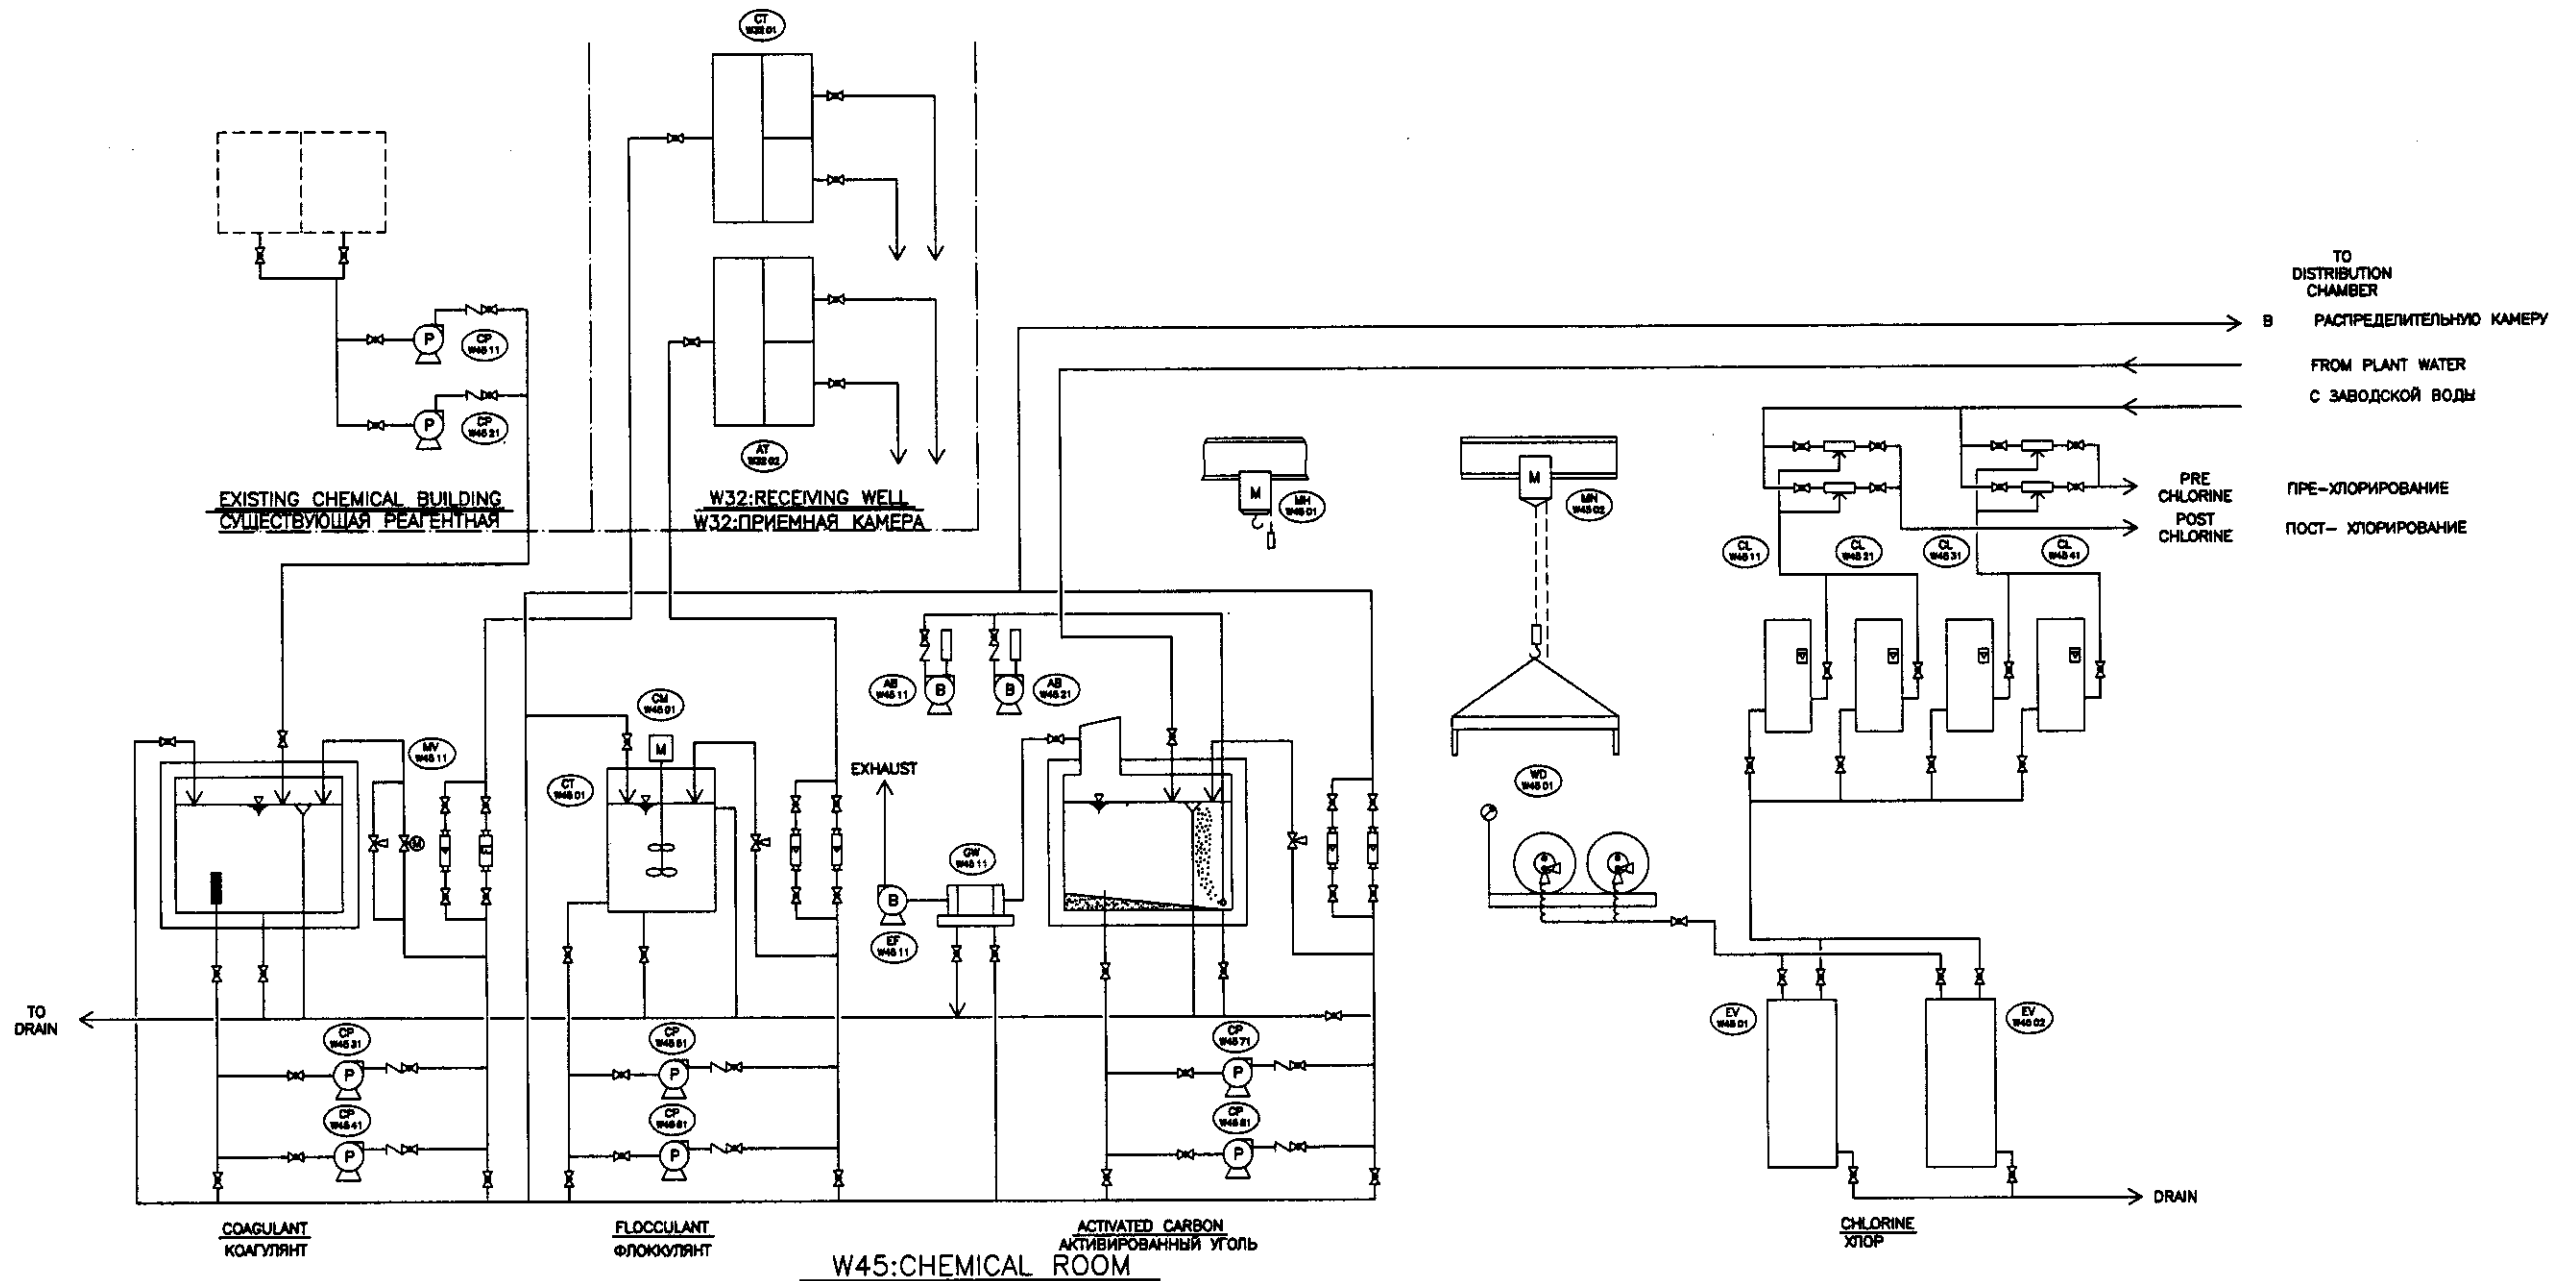 CT
W32 01
TO
DISTRIBUTION
CHAMBER
В РАСПРЕДЕЛИТЕЛЬНУЮ КАМЕРУ
FROM PLANT WATER
С ЗАВОДСКОЙ ВОДЫ
P
CP
W45 11
P
CP
W45 21
AT
W32 02
EXISTING CHEMICAL BUILDING
СУЩЕСТВУЮЩАЯ РЕАГЕНТНАЯ
W32:RECEIVING WELL
W32:ПРИЕМНАЯ КАМЕРА
M
MH
W45 01
M
MH
W45 02
PRE
CHLORINE
ПРЕ-ХЛОРИРОВАНИЕ
POST
CHLORINE
ПОСТ- ХЛОРИРОВАНИЕ
CL
W45 11
CL
W45 21
CL
W45 31
CL
W45 41
AB
W45 11
B
B
AB
W45 21
CM
W45 01
M
MV
W45 11
M
CT
W45 01
EXHAUST
WD
W45 01
GW
W45 11
B
EF
W45 11
TO
DRAIN
EV
W45 01
EV
W45 02
CP
W45 31
P
CP
W45 41
P
CP
W45 51
P
CP
W45 61
P
CP
W45 71
P
CP
W45 81
P
DRAIN
COAGULANT
КОАГУЛЯНТ
FLOCCULANT
ФЛОККУЛЯНТ
ACTIVATED CARBON
АКТИВИРОВАННЫЙ УГОЛЬ
CHLORINE
ХЛОР
W45:CHEMICAL ROOM